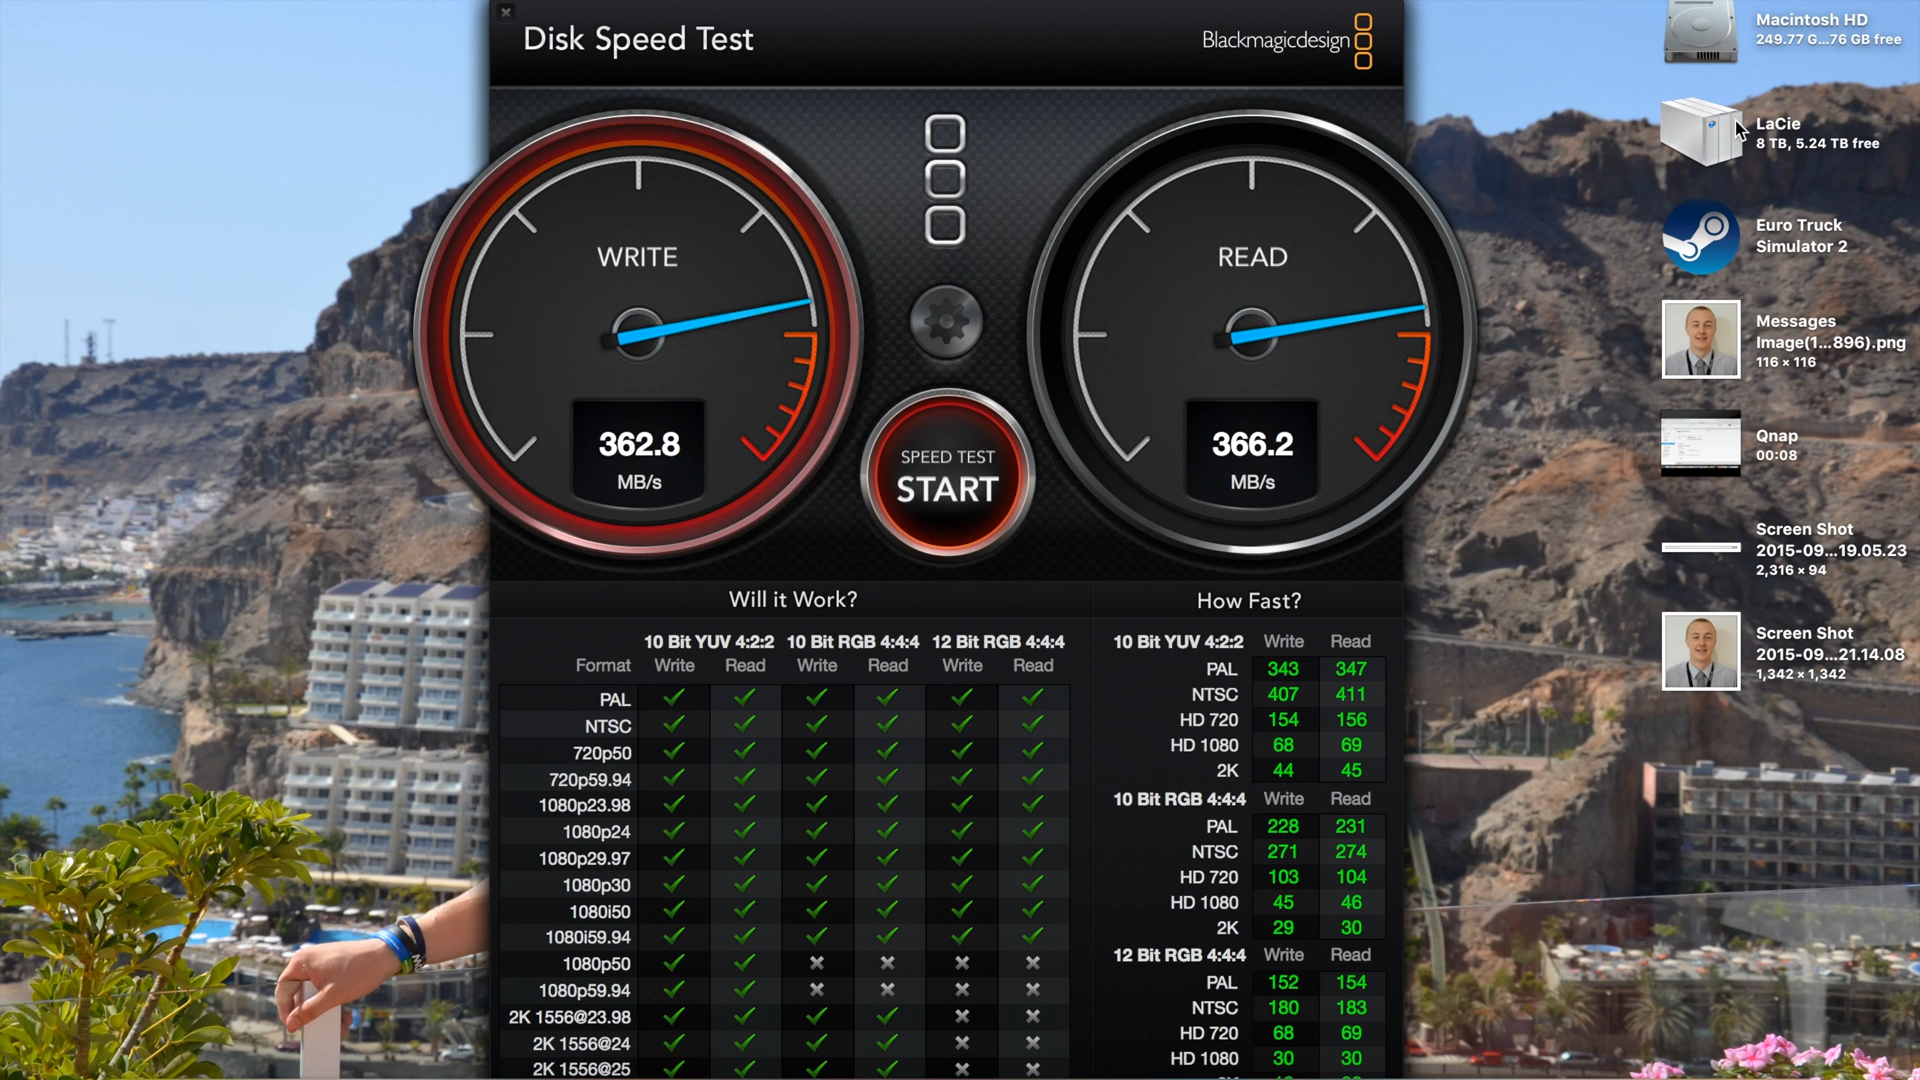 Disk Speed Test
Blackmagicdesign
WRITE
362.8
MB/s
SPEED TEST
START
READ
366.2
MB/s
Will it Work?
10 Bit YUV 4:2:2 10 Bit RGB 4:4:4 12 Bit RGB 4:4:4
Format Write Read Write Read Write Read
PAL
NTSC
720p50
720p59.94
1080p23.98
1080p24
1080p29.97
1080p30
1080i50
1080i59.94
1080p50
1080p59.94
2K 1556@23.98
2K 1556@24
2K 1556@25
How Fast?
10 Bit YUV 4:2:2 Write Read
PAL 343 347
NTSC 407 411
HD 720 154 156
HD 1080 68 69
2K 44 45
10 Bit RGB 4:4:4 Write Read
PAL 228 231
NTSC 271 274
HD 720 103 104
HD 1080 45 46
2K 29 30
12 Bit RGB 4:4:4 Write Read
PAL 152 154
NTSC 180 183
HD 720 68 69
HD 1080 30 30
Macintosh HD
249.77 G...76 GB free
LaCie
8 TB, 5.24 TB free
Euro Truck
Simulator 2
Messages
Image(1...896).png
116 × 116
Qnap
00:08
Screen Shot
2015-09...19.05.23
2,316 × 94
Screen Shot
2015-09...21.14.08
1,342 × 1,342